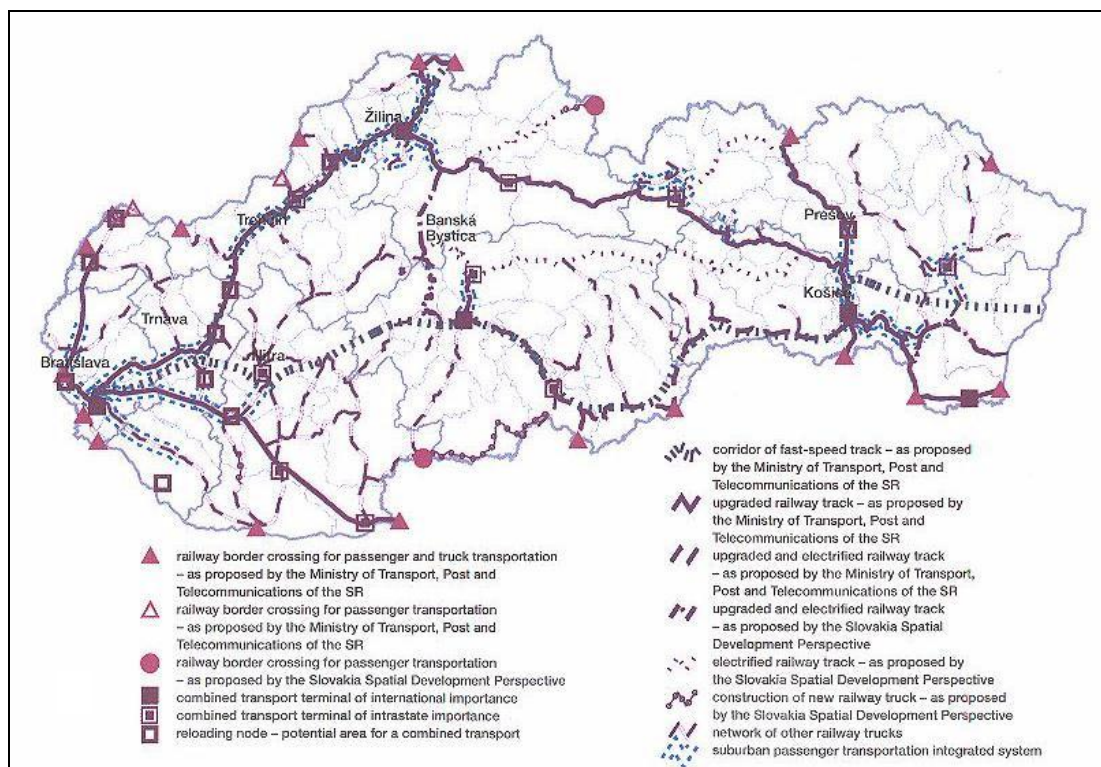 Žilina
Trenčín
Banská
Bystrica
Prešov
Košice
Trnava
Nitra
Bratislava
railway border crossing for passenger and truck transportation
– as proposed by the Ministry of Transport, Post and
Telecommunications of the SR
railway border crossing for passenger transportation
– as proposed by the Ministry of Transport, Post and
Telecommunications of the SR
railway border crossing for passenger transportation
– as proposed by the Slovakia Spatial Development Perspective
combined transport terminal of international importance
combined transport terminal of intrastate importance
reloading node – potential area for a combined transport
corridor of fast-speed track – as proposed
by the Ministry of Transport, Post and
Telecommunications of the SR
upgraded railway track – as proposed by
the Ministry of Transport, Post and
Telecommunications of the SR
upgraded and electrified railway track
– as proposed by the Ministry of Transport,
Post and Telecommunications of the SR
upgraded and electrified railway track
– as proposed by the Slovakia Spatial
Development Perspective
electrified railway track – as proposed by
the Slovakia Spatial Development Perspective
construction of new railway truck – as proposed
by the Slovakia Spatial Development Perspective
network of other railway trucks
suburban passenger transportation integrated system